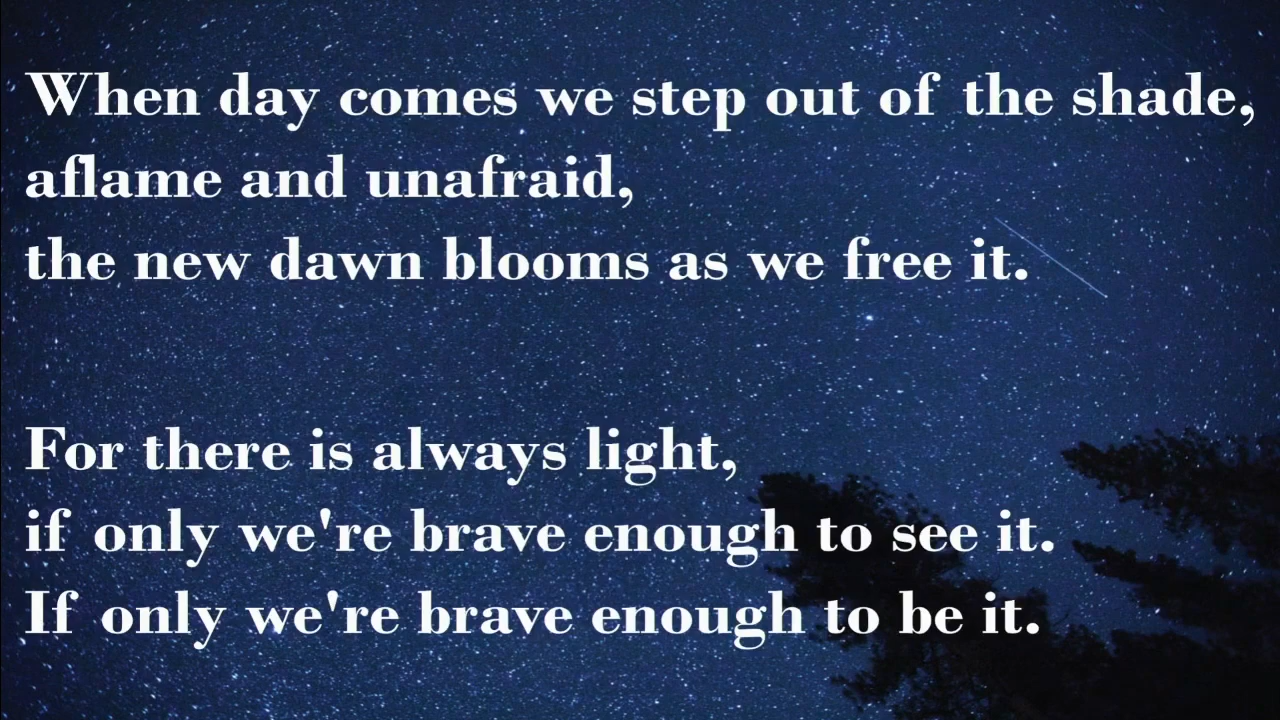 When day comes we step out of the shade,
aflame and unafraid,
the new dawn blooms as we free it.
For there is always light,
if only we're brave enough to see it.
If only we're brave enough to be it.